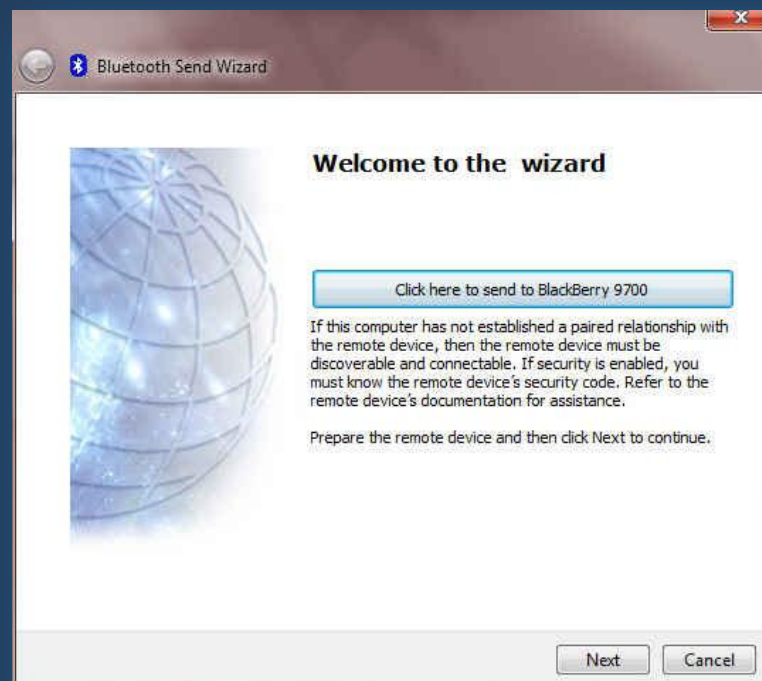 Bluetooth Send Wizard
Welcome to the  wizard
Click here to send to BlackBerry 9700
If this computer has not established a paired relationship with
the remote device, then the remote device must be
discoverable and connectable. If security is enabled, you
must know the remote device's security code. Refer to the
remote device's documentation for assistance.
Prepare the remote device and then click Next to continue.
Next
Cancel